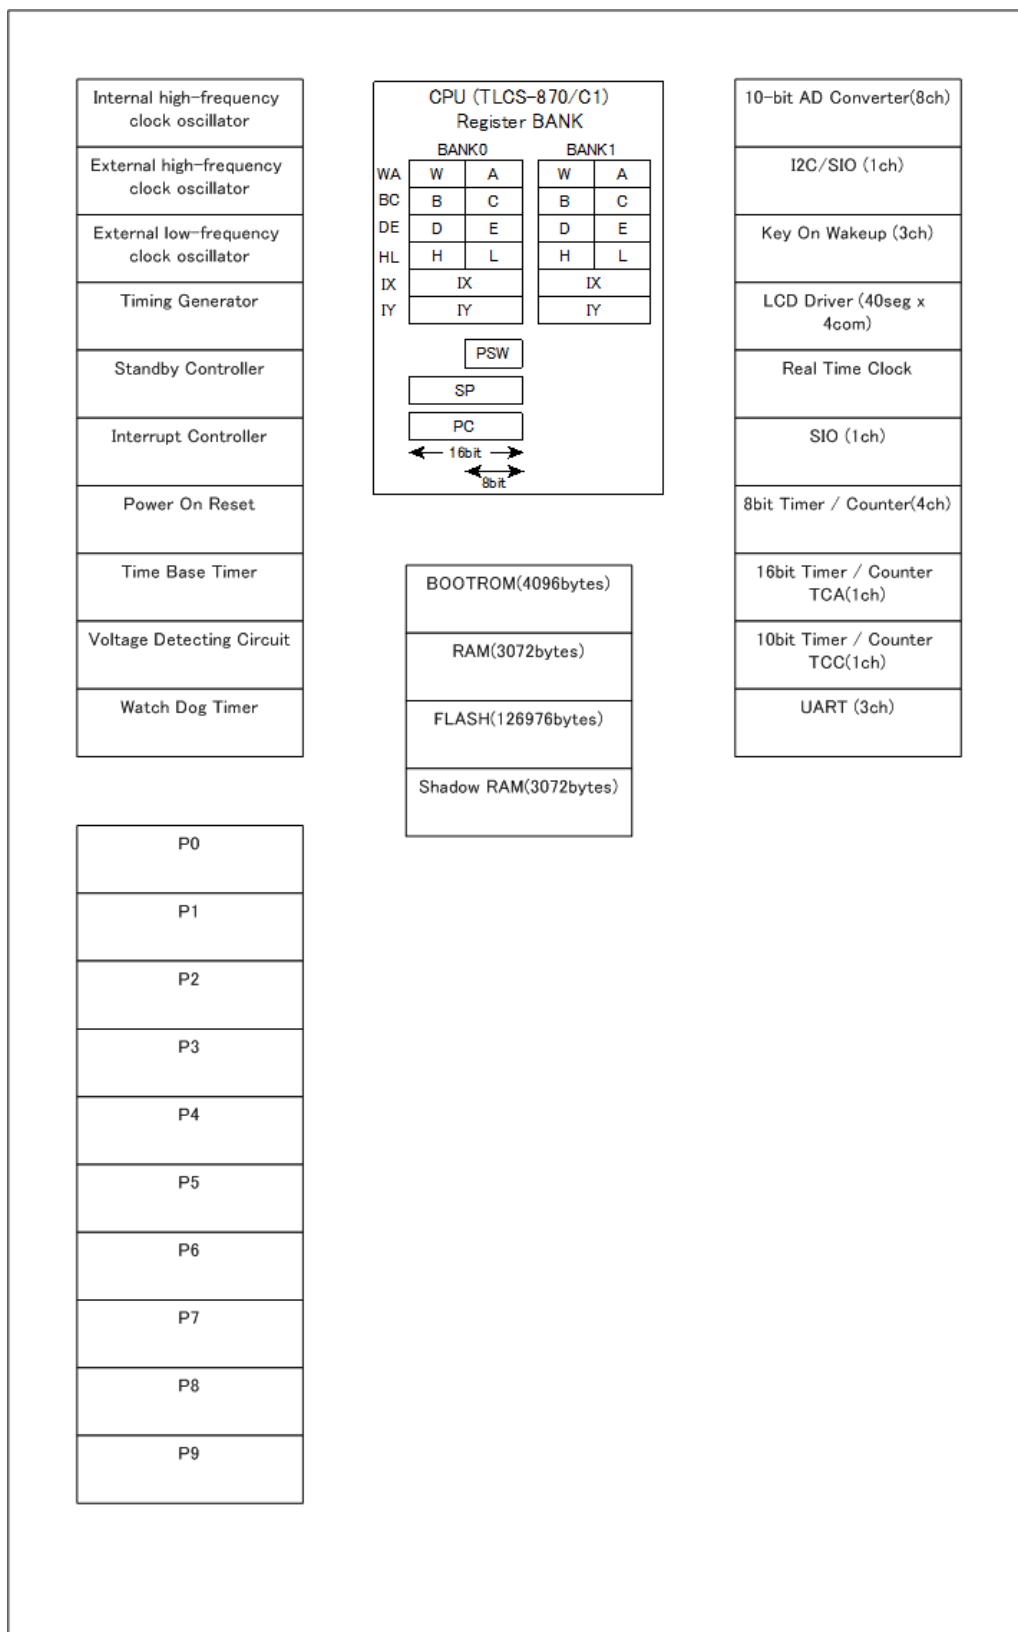 Internal high-frequency
clock oscillator
External high-frequency
clock oscillator
External low-frequency
clock oscillator
Timing Generator
Standby Controller
Interrupt Controller
Power On Reset
Time Base Timer
Voltage Detecting Circuit
Watch Dog Timer
P0
P1
P2
P3
P4
P5
P6
P7
P8
P9
CPU (TLCS-870/C1)
Register BANK
BANK0 BANK1
WA W A W A
BC B C B C
DE D E D E
HL H L H L
IX IX IX
IY IY IY
PSW
SP
PC
16bit
8bit
BOOTROM(4096bytes)
RAM(3072bytes)
FLASH(126976bytes)
Shadow RAM(3072bytes)
10-bit AD Converter(8ch)
I2C/SIO (1ch)
Key On Wakeup (3ch)
LCD Driver (40seg x
4com)
Real Time Clock
SIO (1ch)
8bit Timer / Counter(4ch)
16bit Timer / Counter
TCA(1ch)
10bit Timer / Counter
TCC(1ch)
UART (3ch)